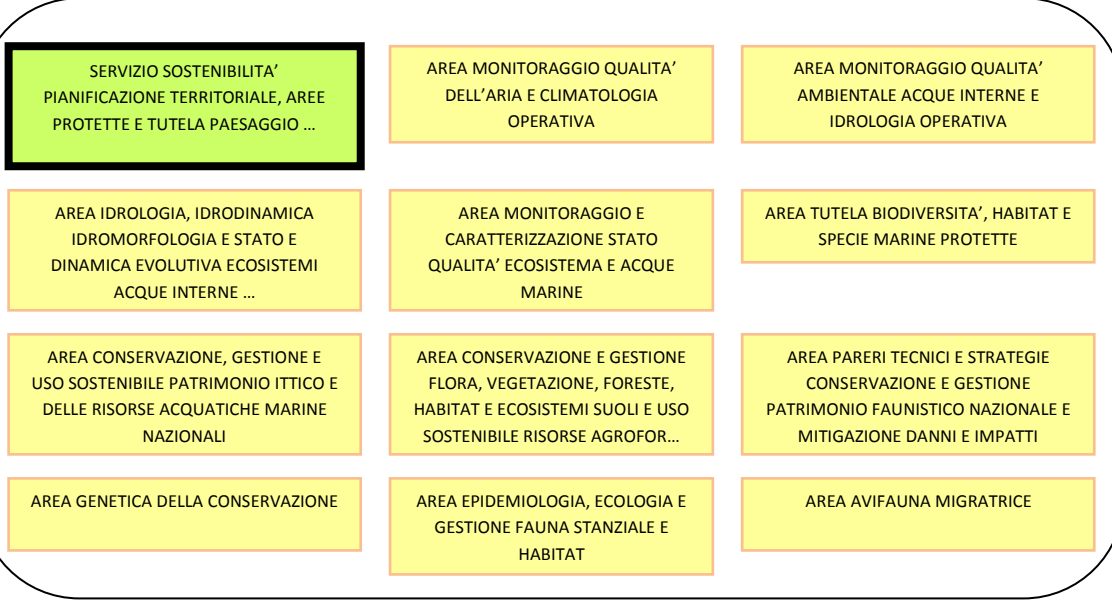 SERVIZIO SOSTENIBILITA’
PIANIFICAZIONE TERRITORIALE, AREE
PROTETTE E TUTELA PAESAGGIO …
AREA MONITORAGGIO QUALITA’
DELL’ARIA E CLIMATOLOGIA
OPERATIVA
AREA MONITORAGGIO QUALITA’
AMBIENTALE ACQUE INTERNE E
IDROLOGIA OPERATIVA
AREA IDROLOGIA, IDRODINAMICA
IDROMORFOLOGIA E STATO E
DINAMICA EVOLUTIVA ECOSISTEMI
ACQUE INTERNE …
AREA MONITORAGGIO E
CARATTERIZZAZIONE STATO
QUALITA’ ECOSISTEMA E ACQUE
MARINE
AREA TUTELA BIODIVERSITA’, HABITAT E
SPECIE MARINE PROTETTE
AREA CONSERVAZIONE, GESTIONE E
USO SOSTENIBILE PATRIMONIO ITTICO E
DELLE RISORSE ACQUATICHE MARINE
NAZIONALI
AREA CONSERVAZIONE E GESTIONE
FLORA, VEGETAZIONE, FORESTE,
HABITAT E ECOSISTEMI SUOLI E USO
SOSTENIBILE RISORSE AGROFOR…
AREA PARERI TECNICI E STRATEGIE
CONSERVAZIONE E GESTIONE
PATRIMONIO FAUNISTICO NAZIONALE E
MITIGAZIONE DANNI E IMPATTI
AREA GENETICA DELLA CONSERVAZIONE
AREA EPIDEMIOLOGIA, ECOLOGIA E
GESTIONE FAUNA STANZIALE E
HABITAT
AREA AVIFAUNA MIGRATRICE